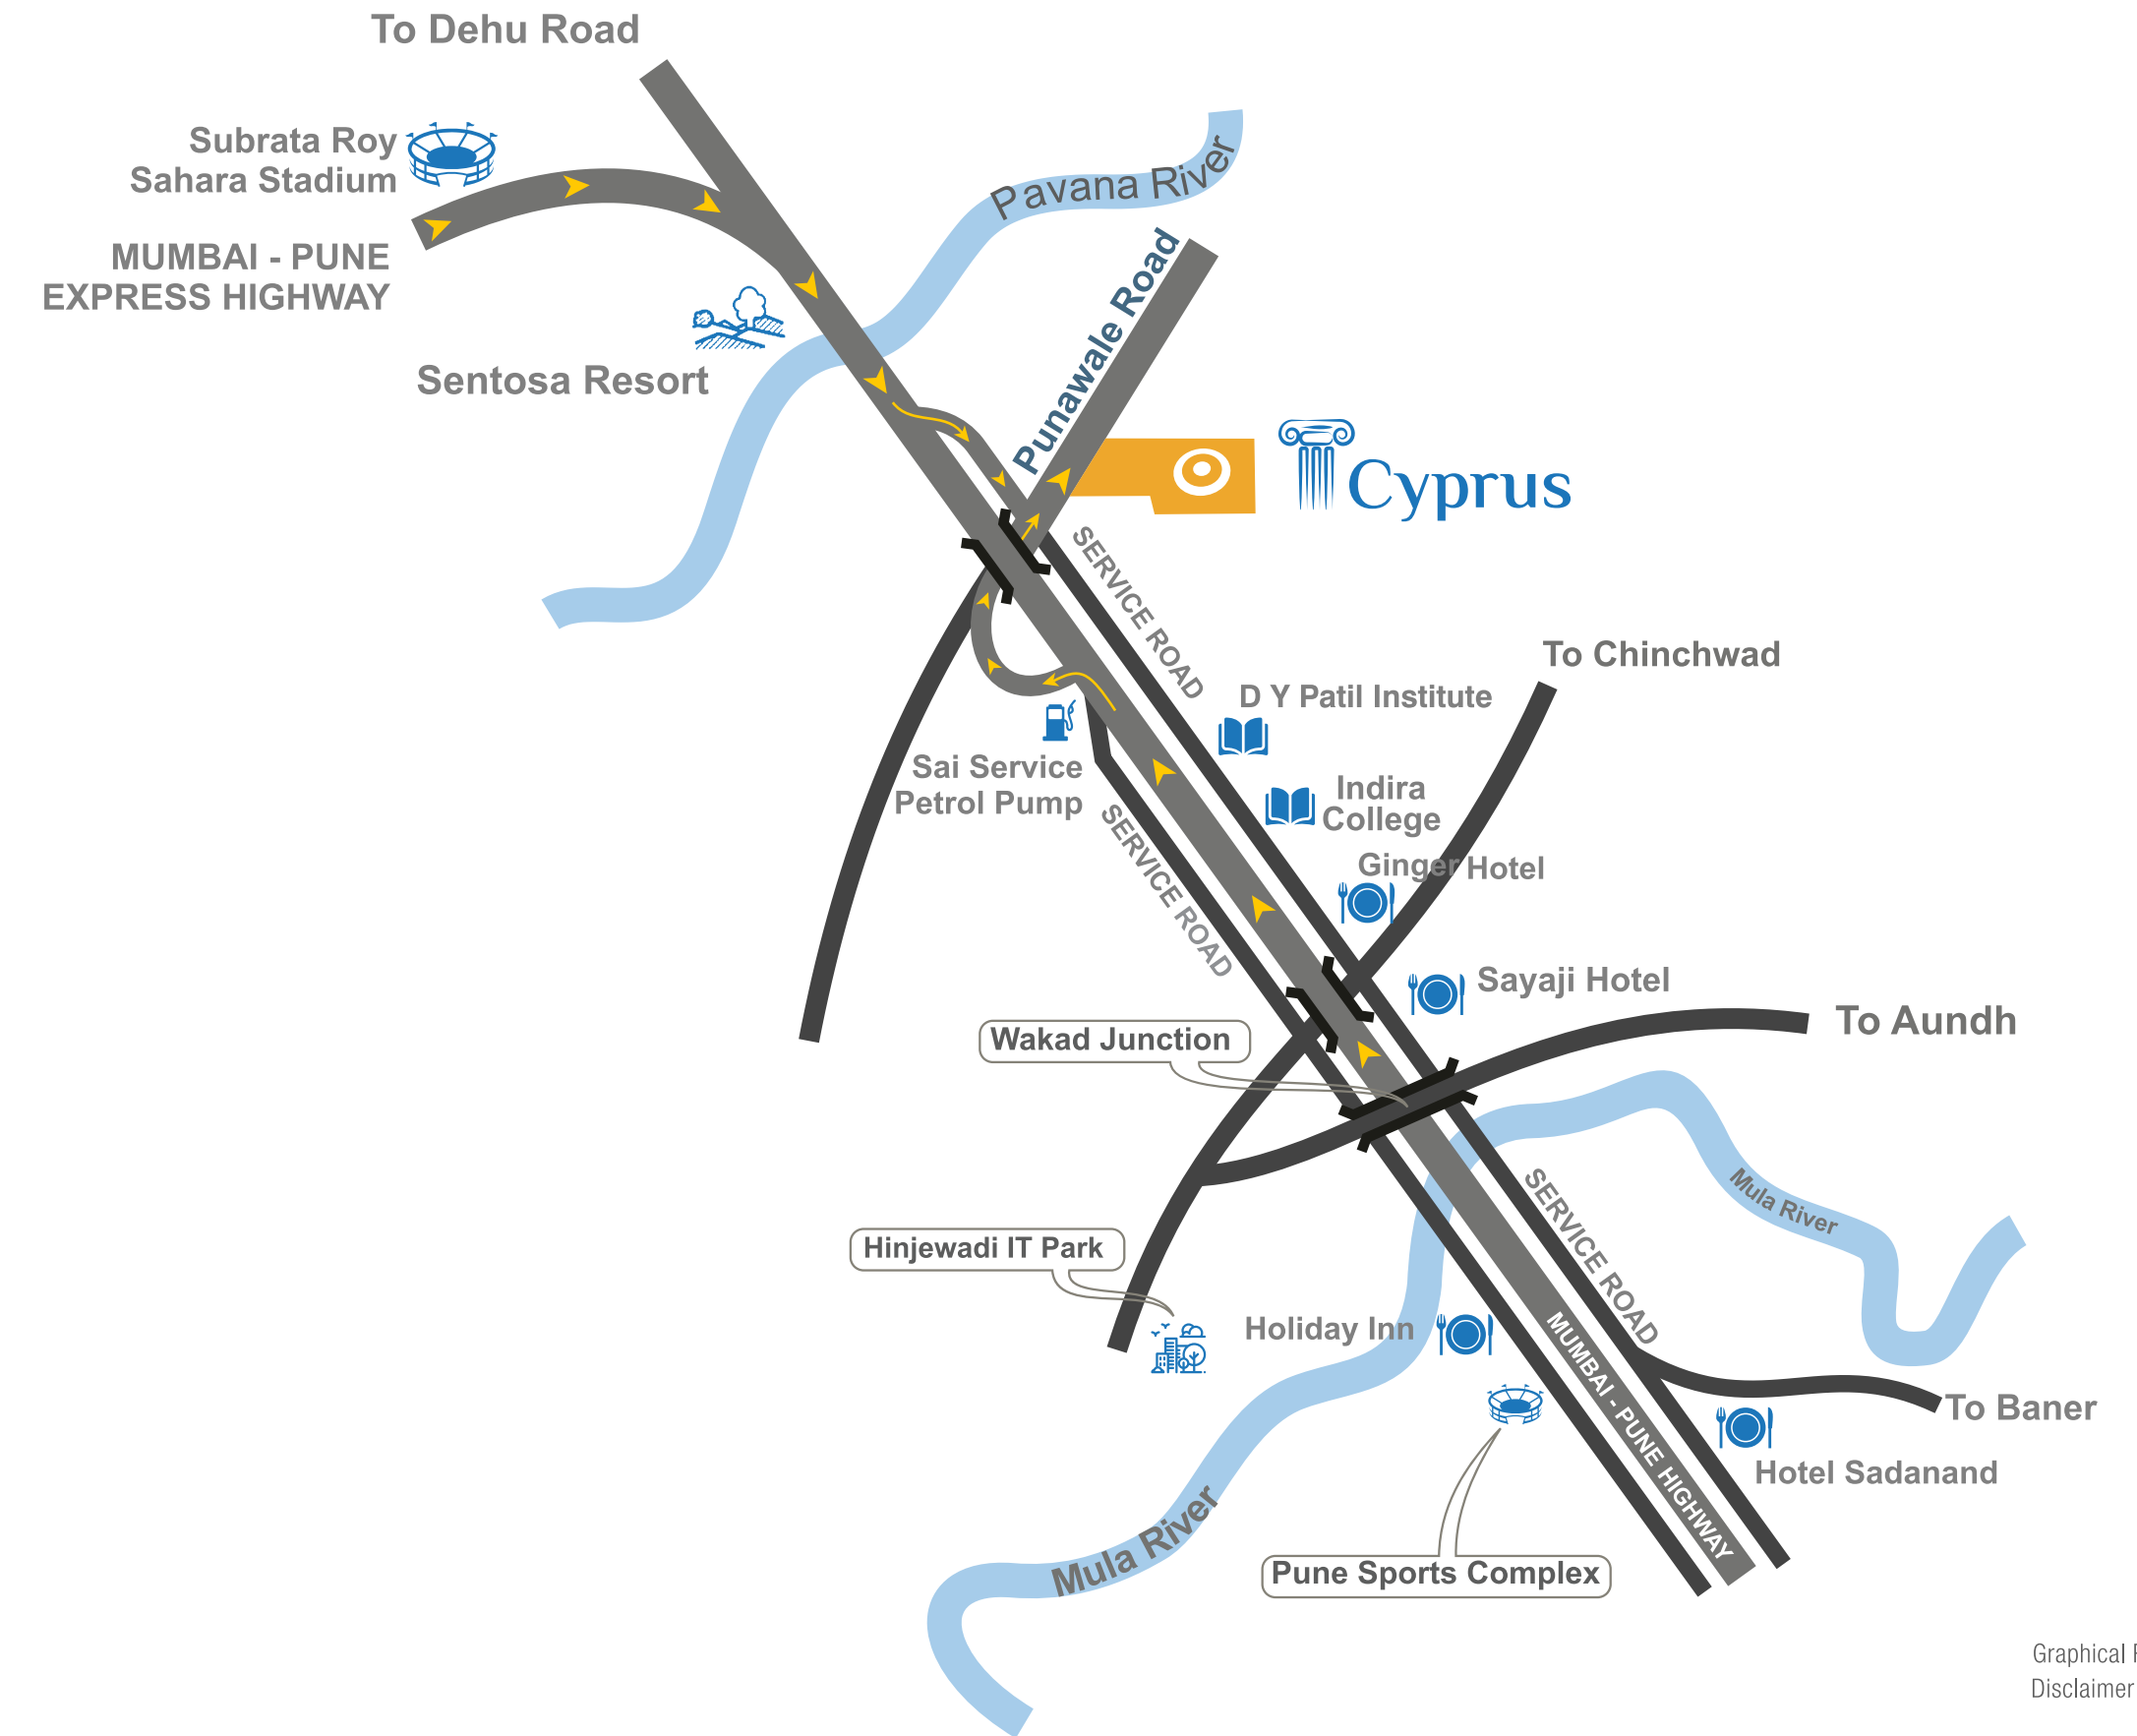 To Dehu Road
Subrata Roy
Sahara Stadium
MUMBAI - PUNE
EXPRESS HIGHWAY
Pavana River
Sentosa Resort
Punawale Road
Cyprus
SERVICE ROAD
To Chinchwad
D Y Patil Institute
Sai Service
Petrol Pump
Indira
College
SERVICE ROAD
Ginger Hotel
Sayaji Hotel
Wakad Junction
To Aundh
Mula River
SERVICE ROAD
Hinjewadi IT Park
Holiday Inn
MUMBAI - PUNE HIGHWAY
To Baner
Hotel Sadanand
Mula River
Pune Sports Complex
Graphical
Disclaimer